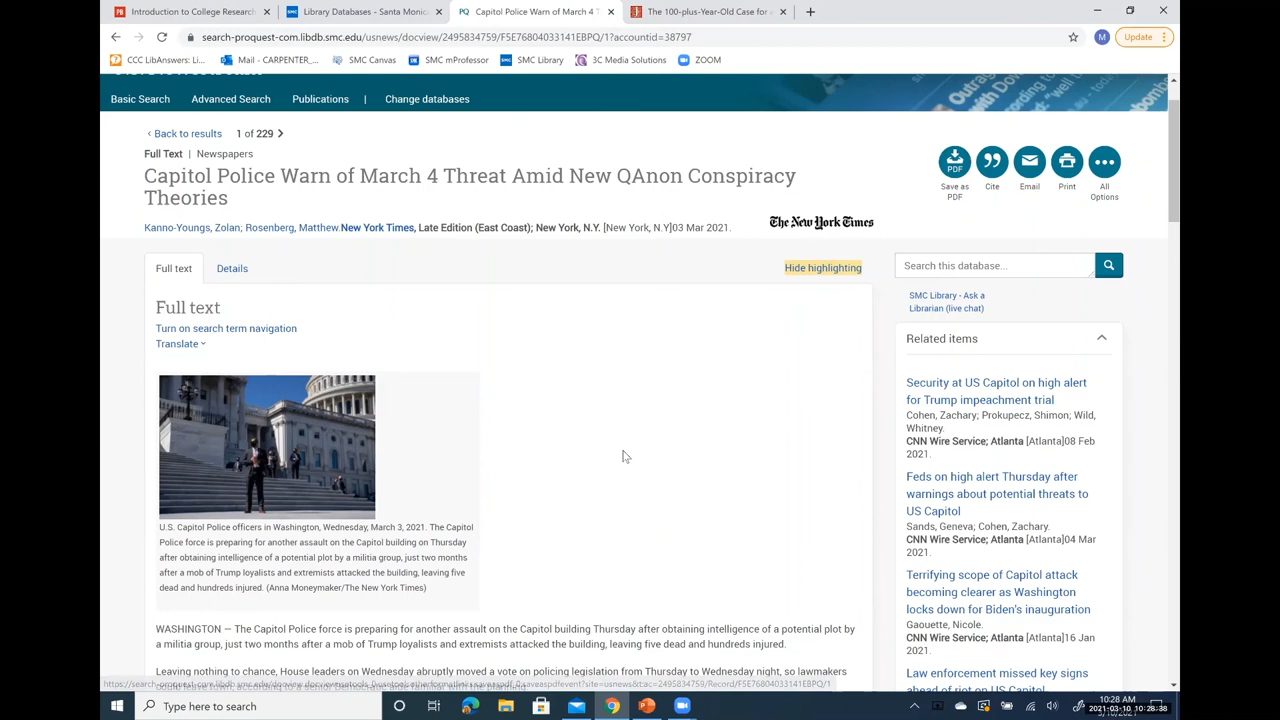 Introduction to College Research
Library Databases - Santa Monic
PQ Capitol Police Warn of March 4 T
The 100-plus-Year-Old Case for
search-proquest-com.libdb.smc.edu/usnews/docview/2495834759/F5E76804033141EBPQ/1?accountid=38797
M Update
CCC LibAnswers: Li...
Mail - CARPENTER_...
SMC Canvas
SMC mProfessor
SMC Library
3C Media Solutions
ZOOM
Basic Search
Advanced Search
Publications
|
Change databases
Back to results 1 of 229
Full Text | Newspapers
Capitol Police Warn of March 4 Threat Amid New QAnon Conspiracy
Theories
Kanno-Youngs, Zolan; Rosenberg, Matthew.New York Times, Late Edition (East Coast); New York, N.Y. [New York, N.Y]03 Mar 2021.
The New York Times
PDF
Save as
PDF
Cite
Email
Print
All
Options
Full text
Details
Hide highlighting
Full text
Turn on search term navigation
Translate
U.S. Capitol Police officers in Washington, Wednesday, March 3, 2021. The Capitol
Police force is preparing for another assault on the Capitol building on Thursday
after obtaining intelligence of a potential plot by a militia group, just two months
after a mob of Trump loyalists and extremists attacked the building, leaving five
dead and hundreds injured. (Anna Moneymaker/The New York Times)
WASHINGTON — The Capitol Police force is preparing for another assault on the Capitol building Thursday after obtaining intelligence of a potential plot by
a militia group, just two months after a mob of Trump loyalists and extremists attacked the building, leaving five dead and hundreds injured.
Leaving nothing to chance, House leaders on Wednesday abruptly moved a vote on policing legislation from Thursday to Wednesday night, so lawmakers
Search this database...
SMC Library - Ask a
Librarian (live chat)
Related items
Security at US Capitol on high alert
for Trump impeachment trial
Cohen, Zachary; Prokupecz, Shimon; Wild,
Whitney.
CNN Wire Service; Atlanta [Atlanta]08 Feb
2021.
Feds on high alert Thursday after
warnings about potential threats to
US Capitol
Sands, Geneva; Cohen, Zachary.
CNN Wire Service; Atlanta [Atlanta]04 Mar
2021.
Terrifying scope of Capitol attack
becoming clearer as Washington
locks down for Biden's inauguration
Gaouette, Nicole.
CNN Wire Service; Atlanta [Atlanta]16 Jan
2021.
Law enforcement missed key signs
ahead of riot on US Capitol
Type here to search
10:28 AM
2021-03-10 10:28:38